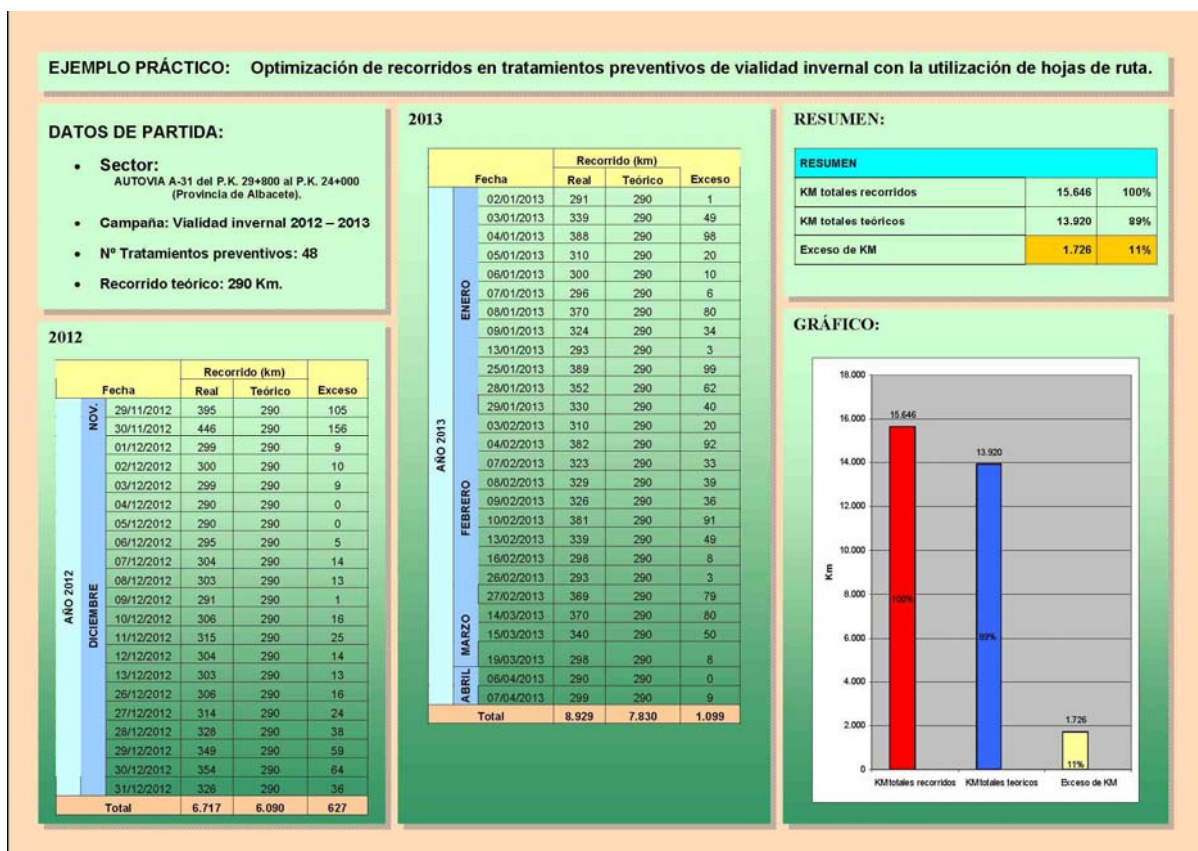 EJEMPLO PRÁCTICO: Optimización de recorridos en tratamientos preventivos de vialidad invernal con la utilización de hojas de ruta.
DATOS DE PARTIDA:
• Sector:
AUTOVIA A-31 del P.K. 29+800 al P.K. 24+000
(Provincia de Albacete).
• Campaña: Vialidad invernal 2012 – 2013
• Nº Tratamientos preventivos: 48
• Recorrido teórico: 290 Km.
2012
Recorrido (km)
Fecha Real Teórico Exceso
AÑO 2012
NOV.
29/11/2012 395 290 105
30/11/2012 446 290 156
DICIEMBRE
01/12/2012 299 290 9
02/12/2012 300 290 10
03/12/2012 299 290 9
04/12/2012 290 290 0
05/12/2012 290 290 0
06/12/2012 295 290 5
07/12/2012 304 290 14
08/12/2012 303 290 13
09/12/2012 291 290 1
10/12/2012 306 290 16
11/12/2012 315 290 25
12/12/2012 304 290 14
13/12/2012 303 290 13
26/12/2012 306 290 16
27/12/2012 314 290 24
28/12/2012 328 290 38
29/12/2012 349 290 59
30/12/2012 354 290 64
31/12/2012 326 290 36
Total 6.717 6.090 627
2013
Recorrido (km)
Fecha Real Teórico Exceso
AÑO 2013
ENERO
02/01/2013 291 290 1
03/01/2013 339 290 49
04/01/2013 388 290 98
05/01/2013 310 290 20
06/01/2013 300 290 10
07/01/2013 296 290 6
08/01/2013 370 290 80
09/01/2013 324 290 34
13/01/2013 293 290 3
25/01/2013 389 290 99
28/01/2013 352 290 62
29/01/2013 330 290 40
FEBRERO
03/02/2013 310 290 20
04/02/2013 382 290 92
07/02/2013 323 290 33
08/02/2013 329 290 39
09/02/2013 326 290 36
10/02/2013 381 290 91
13/02/2013 339 290 49
16/02/2013 298 290 8
26/02/2013 293 290 3
27/02/2013 369 290 79
MARZO
14/03/2013 370 290 80
15/03/2013 340 290 50
19/03/2013 298 290 8
ABRIL
06/04/2013 290 290 0
07/04/2013 299 290 9
Total 8.929 7.830 1.099
RESUMEN:
RESUMEN
KM totales recorridos 15.646 100%
KM totales teóricos 13.920 89%
Exceso de KM 1.726 11%
GRÁFICO:
18.000
16.000
14.000
12.000
10.000
8.000
6.000
4.000
2.000
0
Km
15.646
100%
13.920
89%
1.726
11%
KM totales recorridos KM totales teóricos Exceso de KM